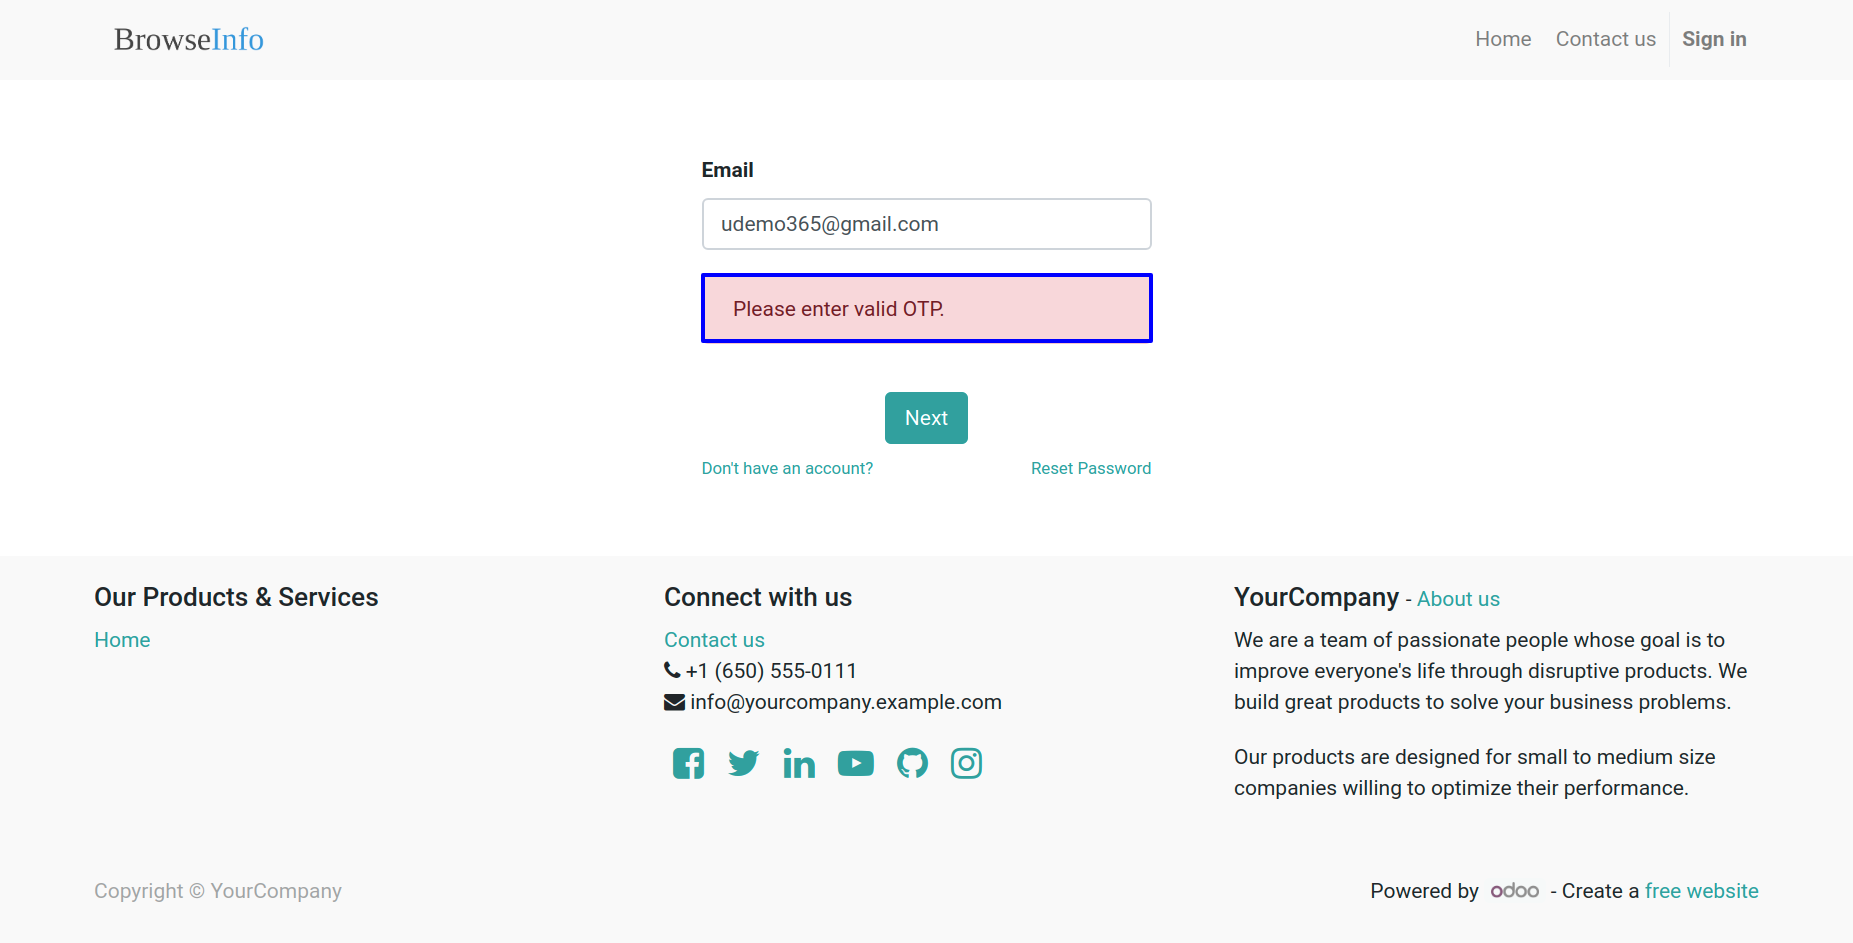 BrowseInfo
Home
Contact us
Sign in
Email
udemo365@gmail.com
Please enter valid OTP.
Next
Don't have an account?
Reset Password
Our Products & Services
Home
Connect with us
Contact us
+1 (650) 555-0111
info@yourcompany.example.com
YourCompany - About us
We are a team of passionate people whose goal is to
improve everyone's life through disruptive products. We
build great products to solve your business problems.
Our products are designed for small to medium size
companies willing to optimize their performance.
Copyright © YourCompany
Powered by odoo - Create a free website